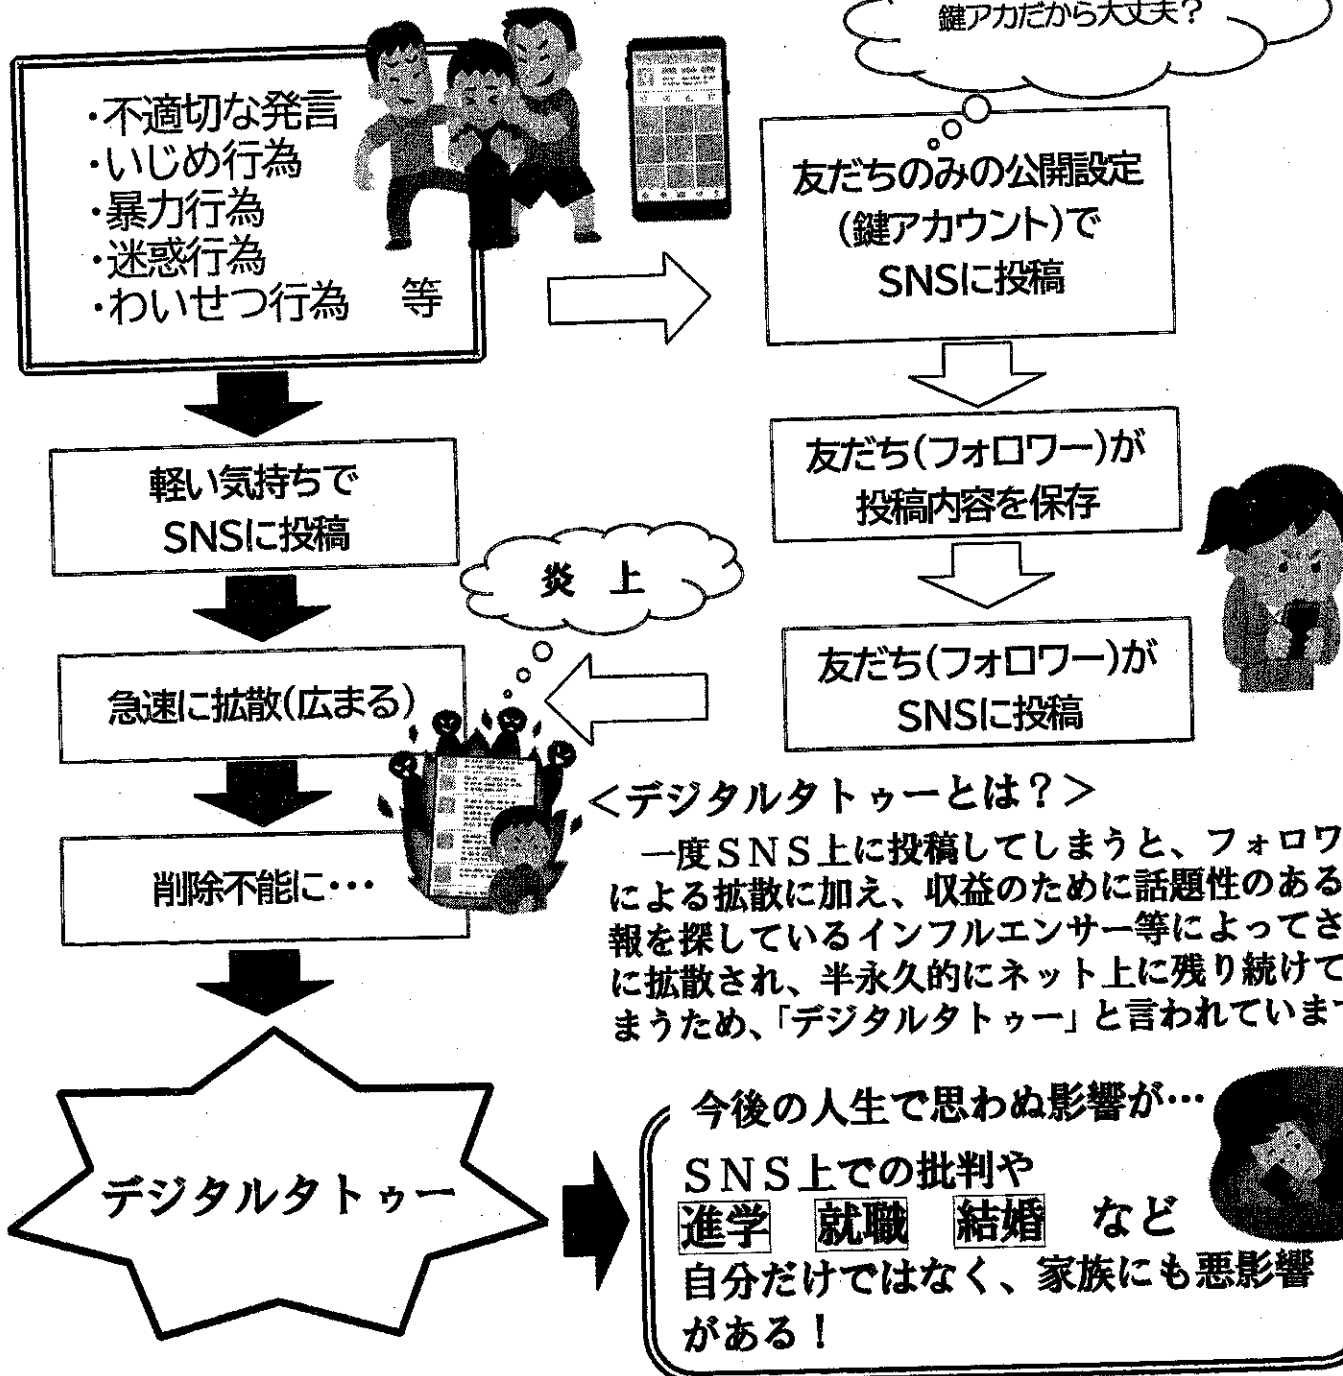 鍵アカだから大丈夫?
・不適切な発言
・いじめ行為
・暴力行為
・迷惑行為
・わいせつ行為 等
友だちのみの公開設定
(鍵アカウント)で
SNSに投稿
軽い気持ちで
SNSに投稿
友だち(フォロワー)が
投稿内容を保存
炎 上
急速に拡散(広まる)
友だち(フォロワー)が
SNSに投稿
削除不能に…
<デジタルタトゥーとは?>
一度SNS上に投稿してしまうと、フォロワ
による拡散に加え、収益のために話題性のある
報を探しているインフルエンサー等によってさ
に拡散され、半永久的にネット上に残り続けて
まうため、「デジタルタトゥー」と言われていま
デジタルタトゥー
今後の人生で思わぬ影響が…
SNS上での批判や
進学 就職 結婚 など
自分だけではなく、家族にも悪影響
がある!